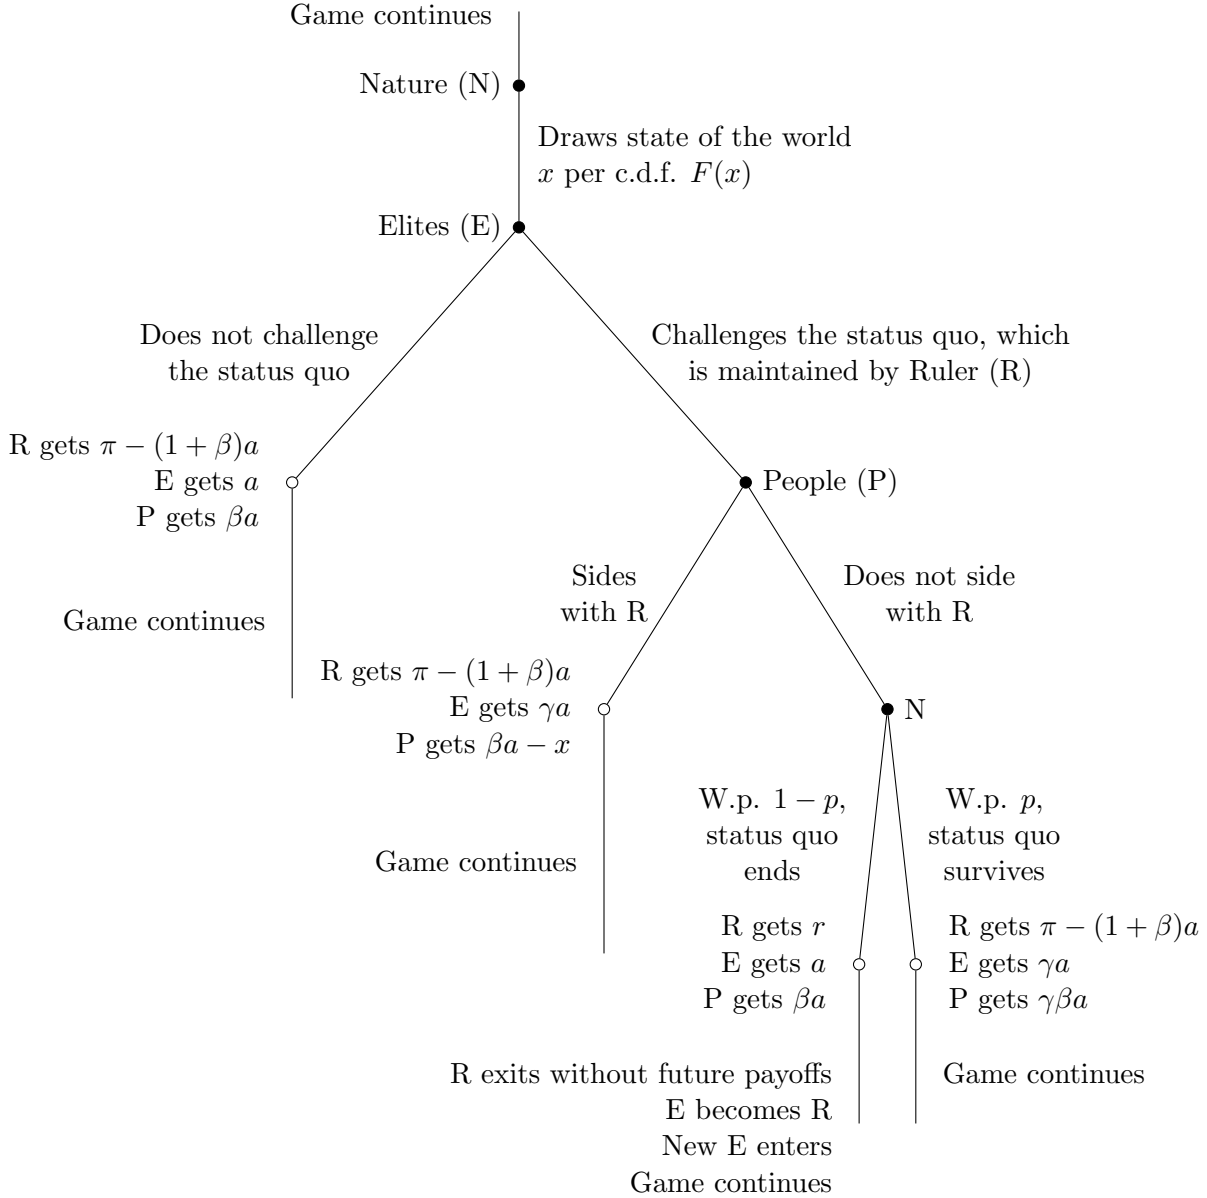 Game continues
Nature (N)
Draws state of the world
x per c.d.f. F(x)
Elites (E)
Does not challenge
the status quo
Challenges the status quo, which
is maintained by Ruler (R)
R gets π − (1 + β)a
E gets a
P gets βa
People (P)
Game continues
Sides
with R
Does not side
with R
R gets π − (1 + β)a
E gets γa
P gets βa − x
N
Game continues
W.p. 1 − p,
status quo
ends
W.p. p,
status quo
survives
R gets r
E gets a
P gets βa
R gets π − (1 + β)a
E gets γa
P gets γβa
R exits without future payoffs
E becomes R
New E enters
Game continues
Game continues